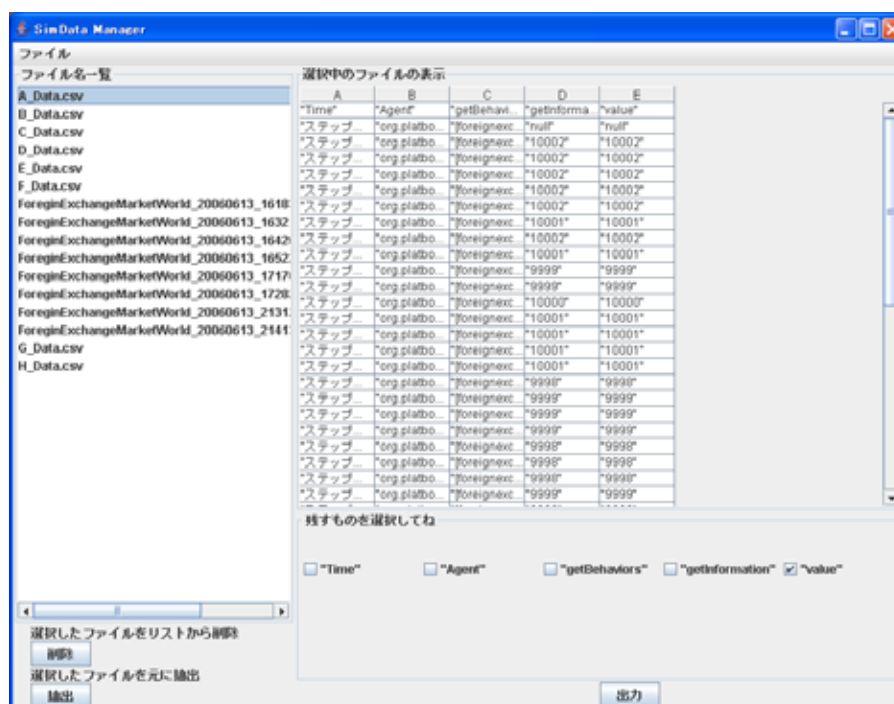 SimData Manager
ファイル
ファイル名一覧
A_Data.csv
B_Data.csv
C_Data.csv
D_Data.csv
E_Data.csv
F_Data.csv
ForeginExchangeMarketWorld_20060613_1618
ForeginExchangeMarketWorld_20060613_1632
ForeginExchangeMarketWorld_20060613_1642
ForeginExchangeMarketWorld_20060613_1652
ForeginExchangeMarketWorld_20060613_1717
ForeginExchangeMarketWorld_20060613_1728
ForeginExchangeMarketWorld_20060613_2131
ForeginExchangeMarketWorld_20060613_2141
G_Data.csv
H_Data.csv
選択したファイルをリストから削除
削除
選択したファイルを元に抽出
抽出
選択中のファイルの表示
A B C D E
"Time" "Agent" "getBehavi... "getInforma... "value"
"ステップ... "org.platbo... "[foreignexc... "null" "null"
"ステップ... "org.platbo... "[foreignexc... "10002" "10002"
"ステップ... "org.platbo... "[foreignexc... "10002" "10002"
"ステップ... "org.platbo... "[foreignexc... "10002" "10002"
"ステップ... "org.platbo... "[foreignexc... "10002" "10002"
"ステップ... "org.platbo... "[foreignexc... "10002" "10002"
"ステップ... "org.platbo... "[foreignexc... "10001" "10001"
"ステップ... "org.platbo... "[foreignexc... "10002" "10002"
"ステップ... "org.platbo... "[foreignexc... "10001" "10001"
"ステップ... "org.platbo... "[foreignexc... "9999" "9999"
"ステップ... "org.platbo... "[foreignexc... "9999" "9999"
"ステップ... "org.platbo... "[foreignexc... "10000" "10000"
"ステップ... "org.platbo... "[foreignexc... "10001" "10001"
"ステップ... "org.platbo... "[foreignexc... "10001" "10001"
"ステップ... "org.platbo... "[foreignexc... "10001" "10001"
"ステップ... "org.platbo... "[foreignexc... "10001" "10001"
"ステップ... "org.platbo... "[foreignexc... "9998" "9998"
"ステップ... "org.platbo... "[foreignexc... "9999" "9999"
"ステップ... "org.platbo... "[foreignexc... "9999" "9999"
"ステップ... "org.platbo... "[foreignexc... "9999" "9999"
"ステップ... "org.platbo... "[foreignexc... "9998" "9998"
"ステップ... "org.platbo... "[foreignexc... "9998" "9998"
"ステップ... "org.platbo... "[foreignexc... "9998" "9998"
"ステップ... "org.platbo... "[foreignexc... "9999" "9999"
残すものを選択してね
"Time" "Agent" "getBehaviors" "getInformation" "value"
出力